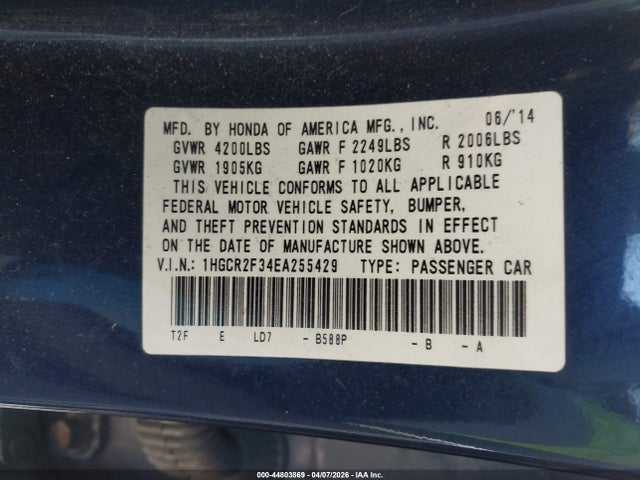 MFD. BY HONDA OF AMERICA MFG., INC. 06/'14
GVWR 4200LBS GAWR F 2249LBS R 2006LBS
GVWR 1905KG GAWR F 1020KG R 910KG
THIS VEHICLE CONFORMS TO ALL APPLICABLE
FEDERAL MOTOR VEHICLE SAFETY, BUMPER,
AND THEFT PREVENTION STANDARDS IN EFFECT
ON THE DATE OF MANUFACTURE SHOWN ABOVE.
V.I.N.: 1HGCR2F34EA255429 TYPE: PASSENGER CAR
T2F E LD7 -B588P -B -A
000-44803869 | 04/07/2026 | IAA Inc.